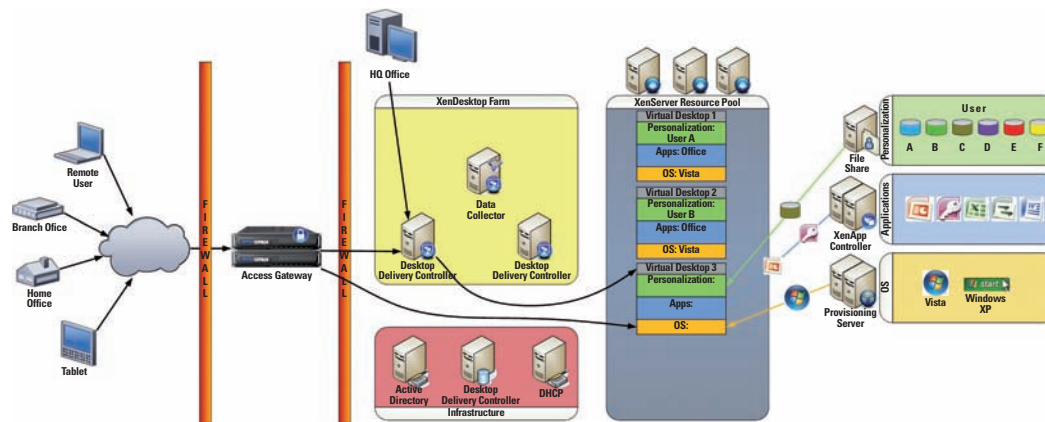 Remote
User
Branch Ofice
Home
Office
Tablet
FIREWALL
Access Gateway
FIREWALL
HQ Office
XenDesktop Farm
Data
Collector
Desktop
Delivery Controller
Desktop
Delivery Controller
Active
Directory
Desktop
Delivery Controller
DHCP
Infrastructure
XenServer Resource Pool
Virtual Desktop 1
Personalization:
User A
Apps: Office
OS: Vista
Virtual Desktop 2
Personalization:
User B
Apps: Office
OS: Vista
Virtual Desktop 3
Personalization:
Apps:
OS:
File
Share
XenApp
Controller
Provisioning
Server
Personalization
User
A B C D E F
Applications
OS
Vista
start
Windows
XP